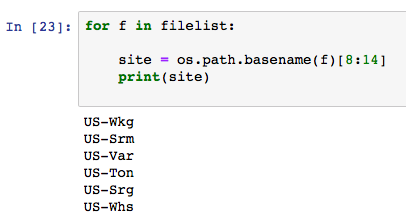 In [23]: for f in filelist:
site = os.path.basename(f)[8:14]
print(site)
US-Wkg
US-Srm
US-Var
US-Ton
US-Srg
US-Whs